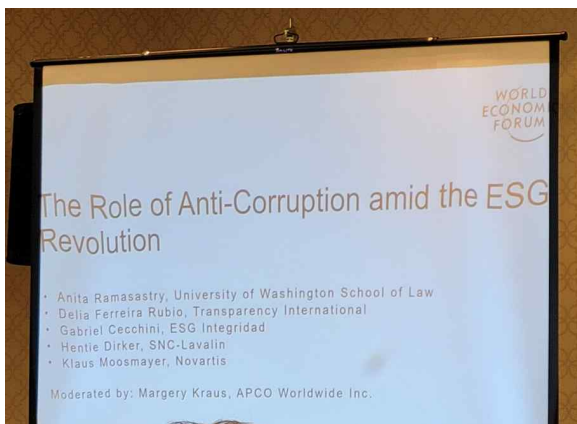 WORLD
ECONOMIC
FORUM
The Role of Anti-Corruption amid the ESG
Revolution
• Anita Ramasastry, University of Washington School of Law
• Delia Ferreira Rubio, Transparency International
• Gabriel Cecchini, ESG Integridad
• Hentie Dirker, SNC-Lavalin
• Klaus Moosmayer, Novartis
Moderated by: Margery Kraus, APCO Worldwide Inc.